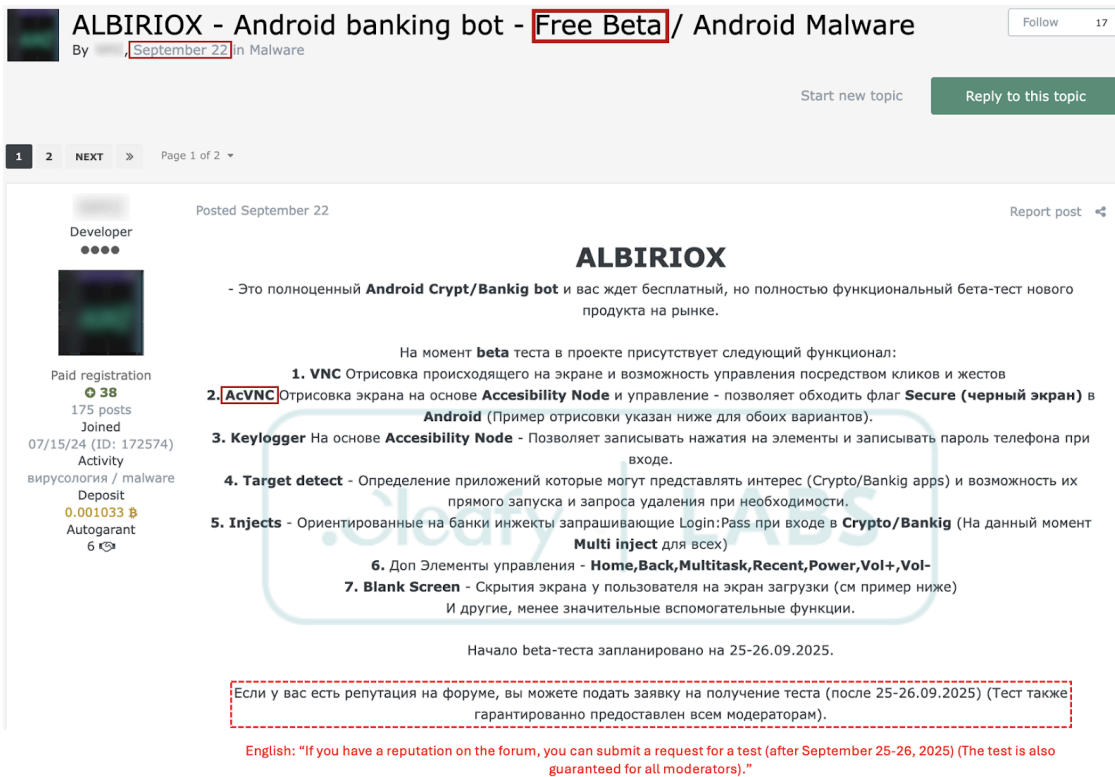 ALBIRIOX - Android banking bot - Free Beta / Android Malware
Follow 17
By , September 22 in Malware
Start new topic
Reply to this topic
1 2 NEXT » Page 1 of 2
Posted September 22
Report post
Developer
ALBIRIOX
- Это полноценный Android Crypt/Bankig bot и вас ждет бесплатный, но полностью функциональный бета-тест нового
продукта на рынке.
На момент beta теста в проекте присутствует следующий функционал:
1. VNC Отрисовка происходящего на экране и возможность управления посредством кликов и жестов
2. AcVNC Отрисовка экрана на основе Accesibility Node и управление - позволяет обходить флаг Secure (черный экран) в
Android (Пример отрисовки указан ниже для обоих вариантов).
3. Keylogger На основе Accesibility Node - Позволяет записывать нажатия на элементы и записывать пароль телефона при
входе.
4. Target detect - Определение приложений которые могут представлять интерес (Crypto/Bankig apps) и возможность их
прямого запуска и запроса удаления при необходимости.
5. Injects - Ориентированные на банки инжекты запрашивающие Login:Pass при входе в Crypto/Bankig (На данный момент
Multi inject для всех)
6. Доп Элементы управления - Home,Back,Multitask,Recent,Power,Vol+,Vol-
7. Blank Screen - Скрытия экрана у пользователя на экран загрузки (см пример ниже)
И другие, менее значительные вспомогательные функции.
Начало beta-теста запланировано на 25-26.09.2025.
Если у вас есть репутация на форуме, вы можете подать заявку на получение теста (после 25-26.09.2025) (Тест также
гарантированно предоставлен всем модераторам).
Paid registration
38
175 posts
Joined
07/15/24 (ID: 172574)
Activity
вирусология / malware
Deposit
0.001033 ₿
Autogarant
6
Cleafy | LABS
English: “If you have a reputation on the forum, you can submit a request for a test (after September 25-26, 2025) (The test is also
guaranteed for all moderators).”